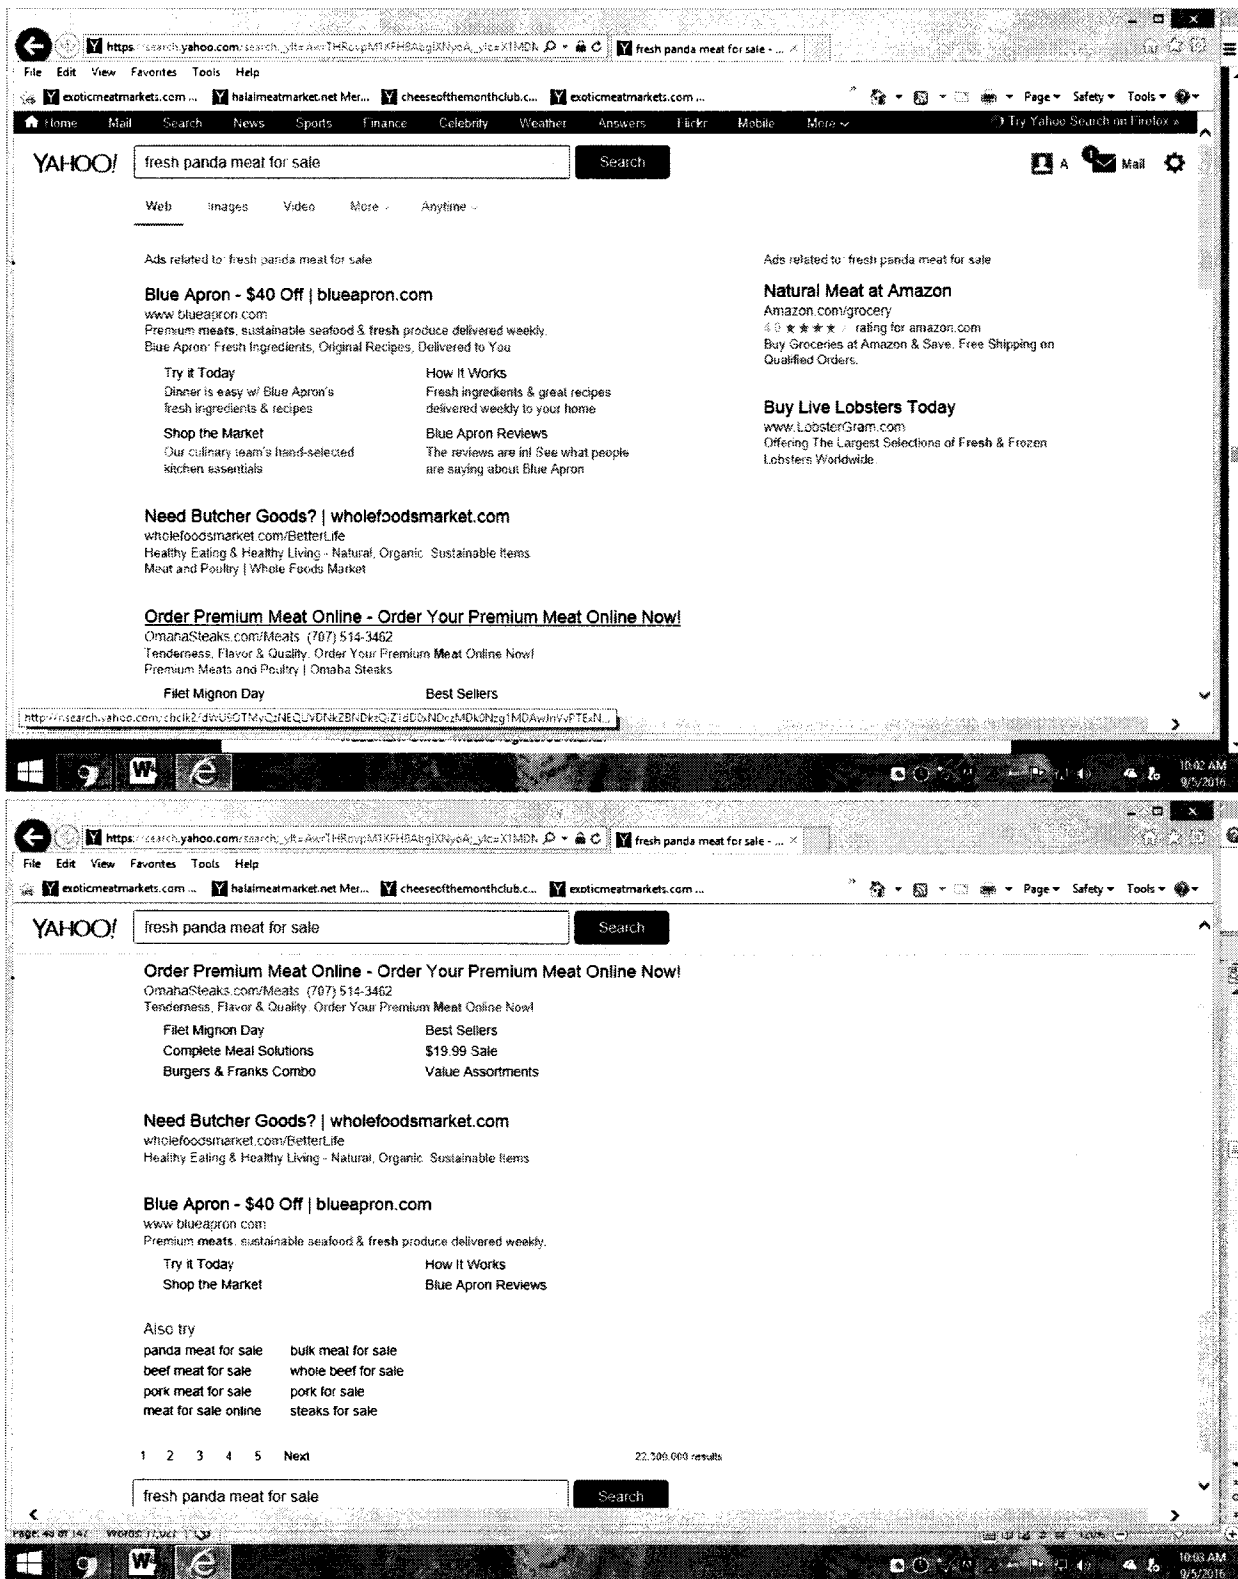 https://search.yahoo.com/search
fresh panda meat for sale - ...
File Edit View Favorites Tools Help
exoticmeatmarkets.com ... halalmeatmarket.net Mer... cheeseofthemonthclub.c... exoticmeatmarkets.com ...
Page Safety Tools
Home Mail Search News Sports Finance Celebrity Weather Answers Flickr Mobile More Try Yahoo Search on Firefox »
YAHOO! fresh panda meat for sale Search 1 A Mail
Web Images Video More Anytime
Ads related to: fresh panda meat for sale
Blue Apron - $40 Off | blueapron.com
www.blueapron.com
Premium meats, sustainable seafood & fresh produce delivered weekly.
Blue Apron: Fresh Ingredients, Original Recipes, Delivered to You
Try it Today How It Works
Dinner is easy w/ Blue Apron's Fresh ingredients & great recipes
fresh ingredients & recipes delivered weekly to your home
Shop the Market Blue Apron Reviews
Our culinary team's hand-selected The reviews are in! See what people
kitchen essentials are saying about Blue Apron
Need Butcher Goods? | wholefoodsmarket.com
wholefoodsmarket.com/BetterLife
Healthy Eating & Healthy Living - Natural, Organic, Sustainable Items
Meat and Poultry | Whole Foods Market
Order Premium Meat Online - Order Your Premium Meat Online Now!
OmahaSteaks.com/Meats (707) 514-3462
Tenderness, Flavor & Quality. Order Your Premium Meat Online Now!
Premium Meats and Poultry | Omaha Steaks
Filet Mignon Day Best Sellers
Ads related to: fresh panda meat for sale
Natural Meat at Amazon
Amazon.com/grocery
rating for amazon.com
Buy Groceries at Amazon & Save. Free Shipping on
Qualified Orders.
Buy Live Lobsters Today
www.LobsterGram.com
Offering The Largest Selections of Fresh & Frozen
Lobsters Worldwide.
10:02 AM
9/5/2016
https://search.yahoo.com/search
fresh panda meat for sale - ...
File Edit View Favorites Tools Help
exoticmeatmarkets.com ... halalmeatmarket.net Mer... cheeseofthemonthclub.c... exoticmeatmarkets.com ...
Page Safety Tools
YAHOO! fresh panda meat for sale Search
Order Premium Meat Online - Order Your Premium Meat Online Now!
OmahaSteaks.com/Meats (707) 514-3462
Tenderness, Flavor & Quality. Order Your Premium Meat Online Now!
Filet Mignon Day Best Sellers
Complete Meal Solutions $19.99 Sale
Burgers & Franks Combo Value Assortments
Need Butcher Goods? | wholefoodsmarket.com
wholefoodsmarket.com/BetterLife
Healthy Eating & Healthy Living - Natural, Organic, Sustainable Items
Blue Apron - $40 Off | blueapron.com
www.blueapron.com
Premium meats, sustainable seafood & fresh produce delivered weekly.
Try it Today How It Works
Shop the Market Blue Apron Reviews
Also try
panda meat for sale bulk meat for sale
beef meat for sale whole beef for sale
pork meat for sale pork for sale
meat for sale online steaks for sale
1 2 3 4 5 Next 22,300,000 results
fresh panda meat for sale Search
10:03 AM
9/5/2016